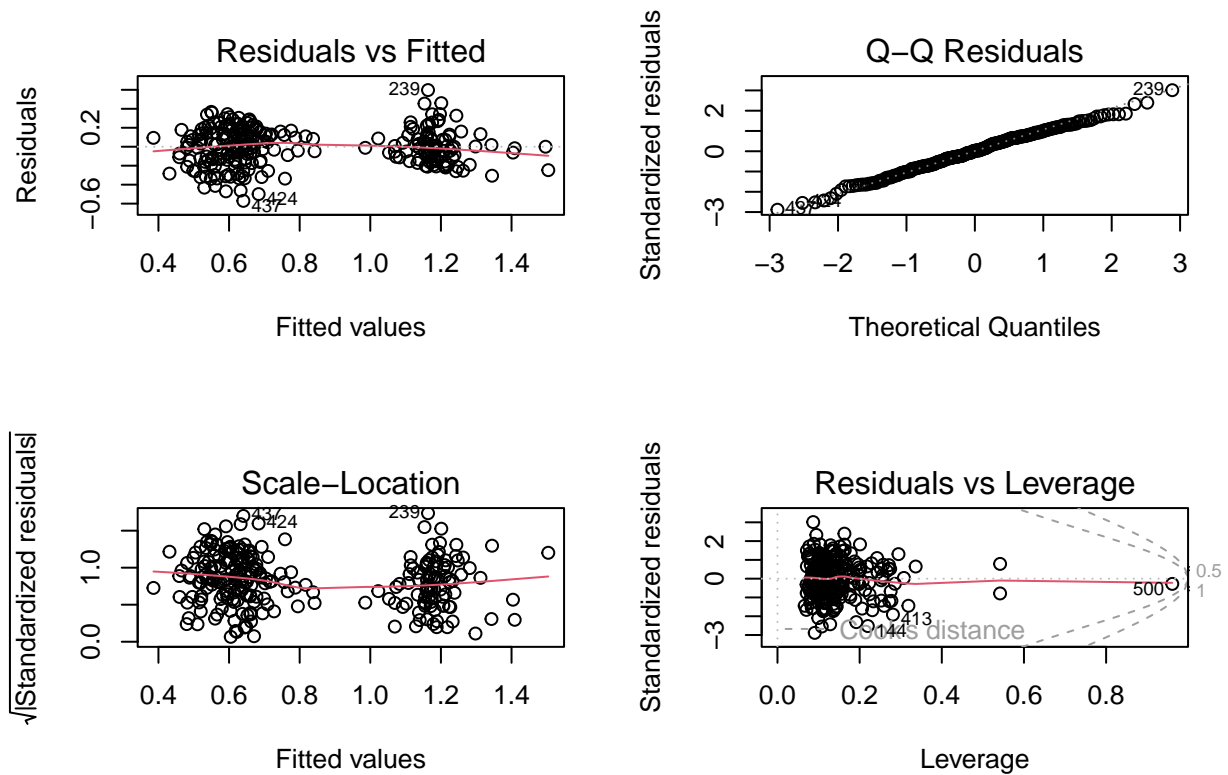 Residuals vs Fitted
Residuals
0.2
−0.6
239
424
437
0.4 0.6 0.8 1.0 1.2 1.4
Fitted values
Q−Q Residuals
Standardized residuals
2
0
−3
239
437
−3 −2 −1 0 1 2 3
Theoretical Quantiles
Scale−Location
√|Standardized residuals|
1.0
0.0
437
424
239
0.4 0.6 0.8 1.0 1.2 1.4
Fitted values
Residuals vs Leverage
Standardized residuals
2
0
−3
0.5
1
500
413
144
Cook's distance
0.0 0.2 0.4 0.6 0.8
Leverage